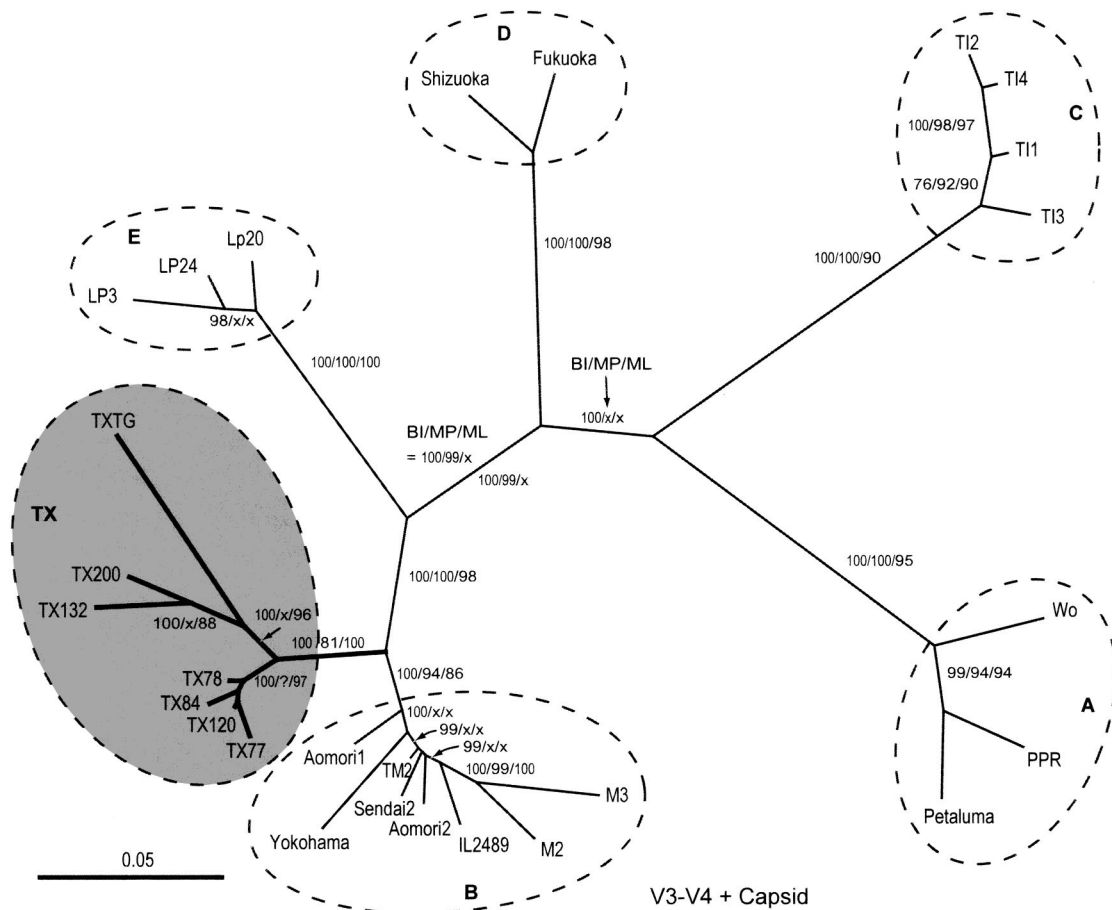 D
Fukuoka
Shizuoka
TI2
TI4
C
100/98/97
TI1
76/92/90
TI3
100/100/98
100/100/90
E
Lp20
LP24
LP3
98/x/x
100/100/100
BI/MP/ML
100/x/x
TXTG
BI/MP/ML
= 100/99/x
100/99/x
TX
TX200
TX132
100/x/88
100/x/96
100/81/100
100/100/98
100/100/95
TX78
100/?/97
TX84
TX120
TX77
100/94/86
100/x/x
99/x/x
99/x/x
Aomori1
TM2
100/99/100
Sendai2
Aomori2
M3
Yokohama
IL2489
M2
B
Wo
99/94/94
A
PPR
Petaluma
0.05
V3-V4 + Capsid